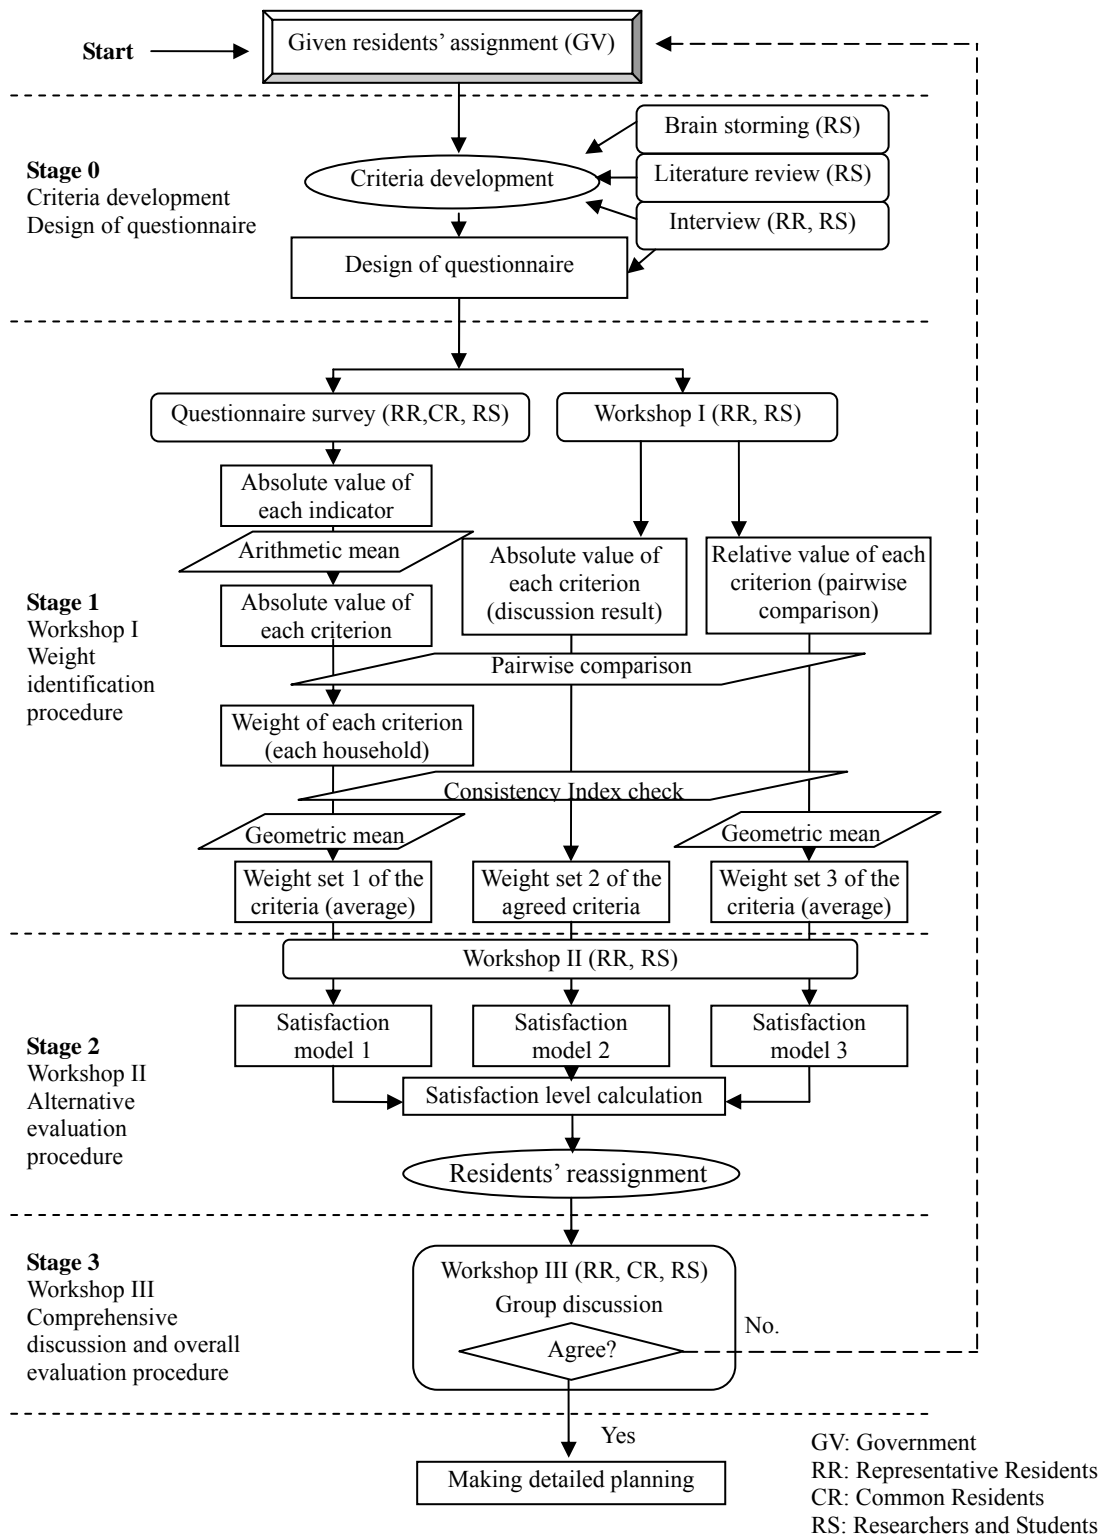 Start
Given residents’ assignment (GV)
Stage 0
Criteria development
Design of questionnaire
Brain storming (RS)
Literature review (RS)
Interview (RR, RS)
Criteria development
Design of questionnaire
Stage 1
Workshop I
Weight
identification
procedure
Questionnaire survey (RR,CR, RS)
Workshop I (RR, RS)
Absolute value of
each indicator
Arithmetic mean
Absolute value of
each criterion
Absolute value of
each criterion
(discussion result)
Relative value of each
criterion (pairwise
comparison)
Pairwise comparison
Weight of each criterion
(each household)
Consistency Index check
Geometric mean
Geometric mean
Weight set 1 of the
criteria (average)
Weight set 2 of the
agreed criteria
Weight set 3 of the
criteria (average)
Stage 2
Workshop II
Alternative
evaluation
procedure
Workshop II (RR, RS)
Satisfaction
model 1
Satisfaction
model 2
Satisfaction
model 3
Satisfaction level calculation
Residents’ reassignment
Stage 3
Workshop III
Comprehensive
discussion and overall
evaluation procedure
Workshop III (RR, CR, RS)
Group discussion
Agree?
No.
Yes
Making detailed planning
GV: Government
RR: Representative Residents
CR: Common Residents
RS: Researchers and Students